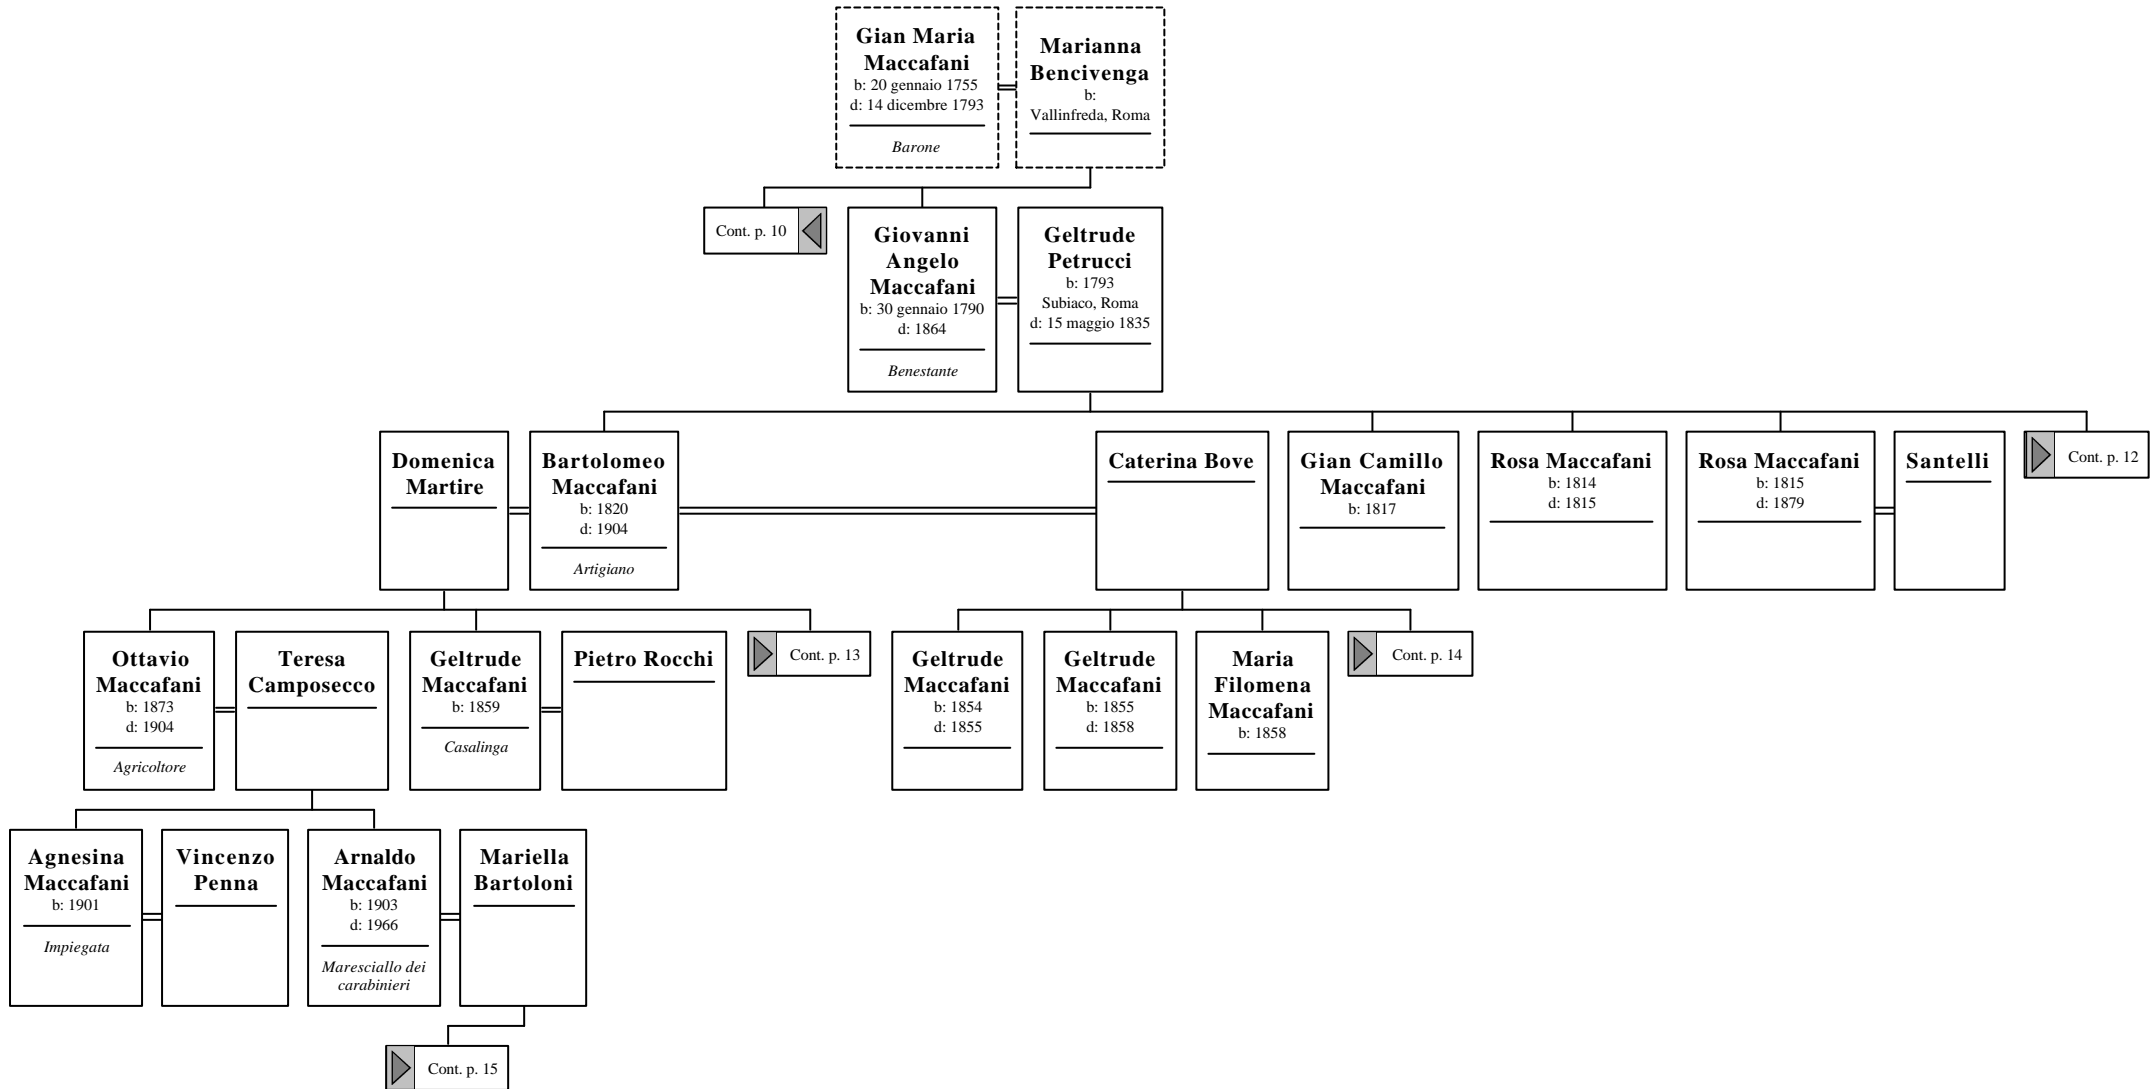 Gian Maria
Maccafani
b: 20 gennaio 1755
d: 14 dicembre 1793
Barone
Marianna
Bencivenga
b:
Vallinfreda, Roma
Cont. p. 10
Giovanni
Angelo
Maccafani
b: 30 gennaio 1790
d: 1864
Benestante
Geltrude
Petrucci
b: 1793
Subiaco, Roma
d: 15 maggio 1835
Domenica
Martire
Bartolomeo
Maccafani
b: 1820
d: 1904
Artigiano
Caterina Bove
Gian Camillo
Maccafani
b: 1817
Rosa Maccafani
b: 1814
d: 1815
Rosa Maccafani
b: 1815
d: 1879
Santelli
Cont. p. 12
Ottavio
Maccafani
b: 1873
d: 1904
Agricoltore
Teresa
Camposecco
Geltrude
Maccafani
b: 1859
Casalinga
Pietro Rocchi
Cont. p. 13
Geltrude
Maccafani
b: 1854
d: 1855
Geltrude
Maccafani
b: 1855
d: 1858
Maria
Filomena
Maccafani
b: 1858
Cont. p. 14
Agnesina
Maccafani
b: 1901
Impiegata
Vincenzo
Penna
Arnaldo
Maccafani
b: 1903
d: 1966
Maresciallo dei
carabinieri
Mariella
Bartoloni
Cont. p. 15